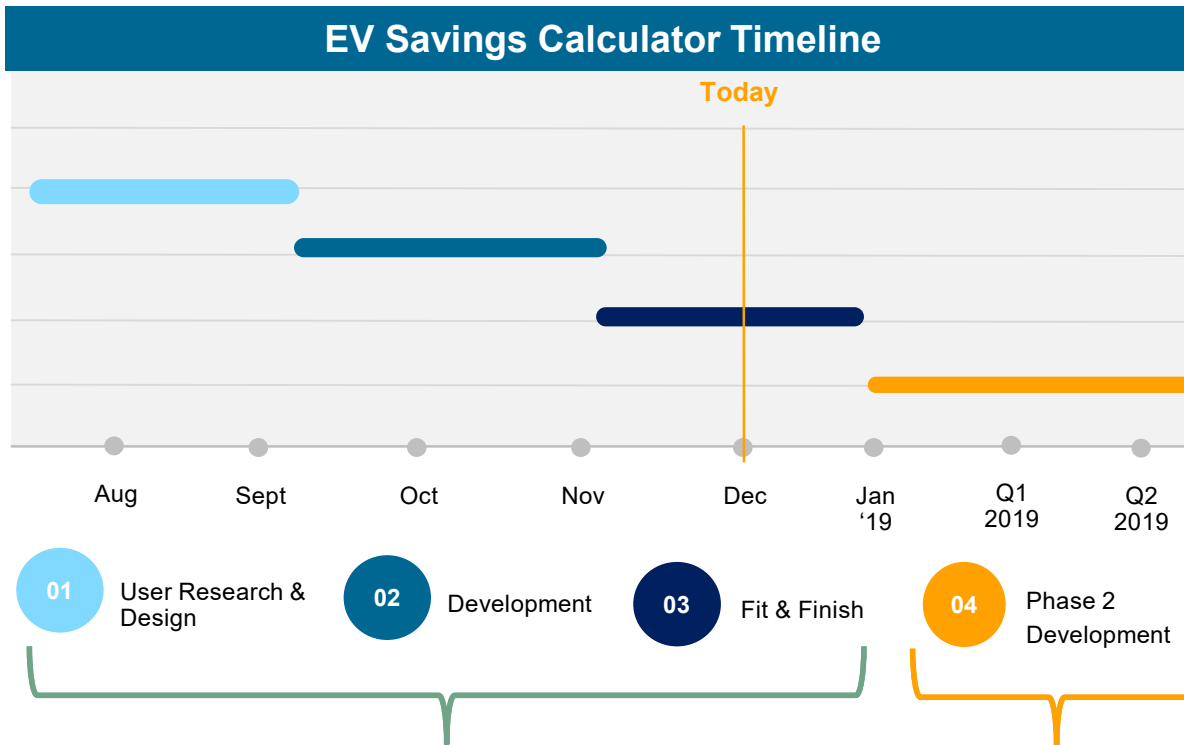 EV Savings Calculator Timeline
Today
Aug
Sept
Oct
Nov
Dec
Jan
‘19
Q1
2019
Q2
2019
01
User Research &
Design
02
Development
03
Fit & Finish
04
Phase 2
Development